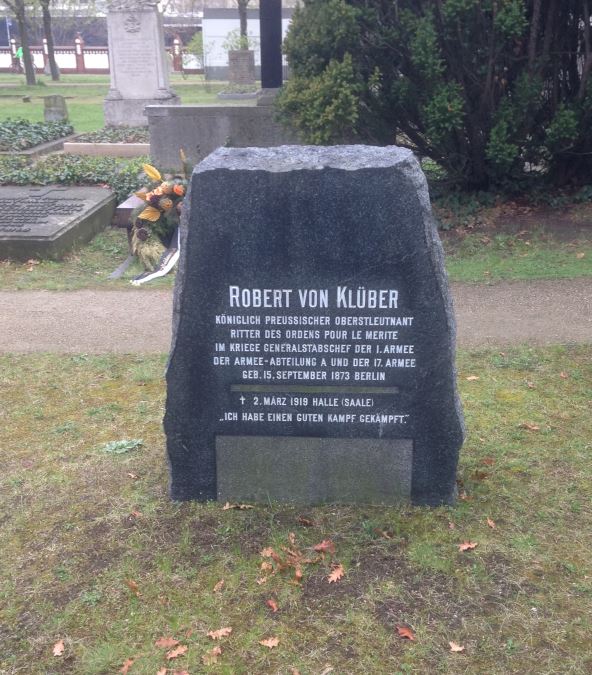 ROBERT VON KLÜBER
KÖNIGLICH PREUSSISCHER OBERSTLEUTNANT
RITTER DES ORDENS POUR LE MERITE
IM KRIEGE GENERALSTABSCHEF DER 1. ARMEE
DER ARMEE-ABTEILUNG A UND DER 17. ARMEE
GEB. 15. SEPTEMBER 1873 BERLIN
✝ 2. MÄRZ 1919 HALLE (SAALE)
„ICH HABE EINEN GUTEN KAMPF GEKÄMPFT."